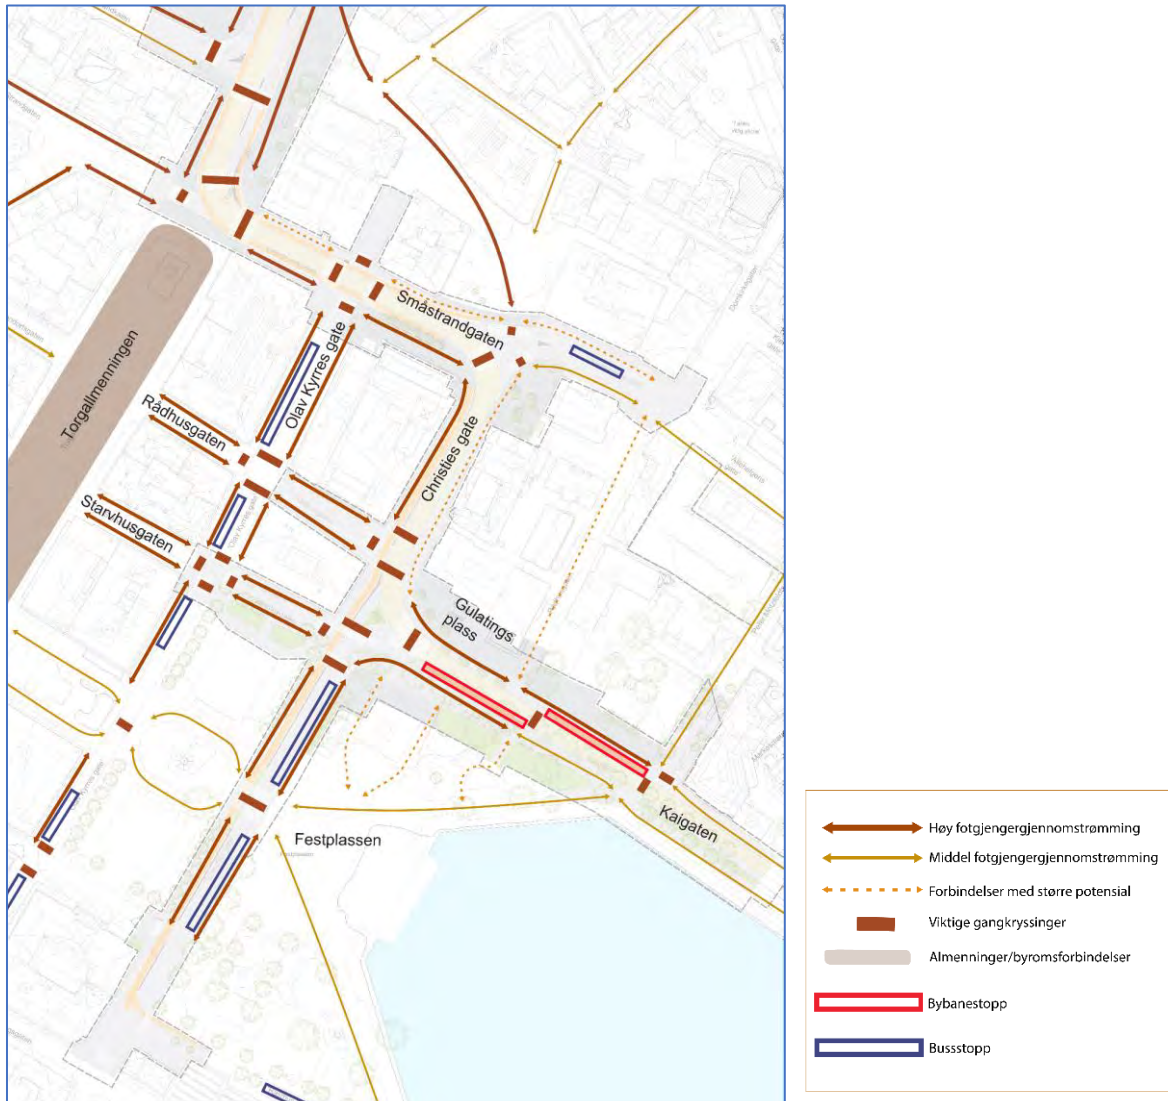 Småstrandgaten
Olav Kyrres gate
Torgallmenningen
Rådhusgaten
Christies gate
Starvhusgaten
Gulatings
plass
Kaigaten
Festplassen
Høy fotgjengergjennomstrømming
Middel fotgjengergjennomstrømming
Forbindelser med større potensial
Viktige gangkryssinger
Almenninger/byromsforbindelser
Bybanestopp
Bussstopp